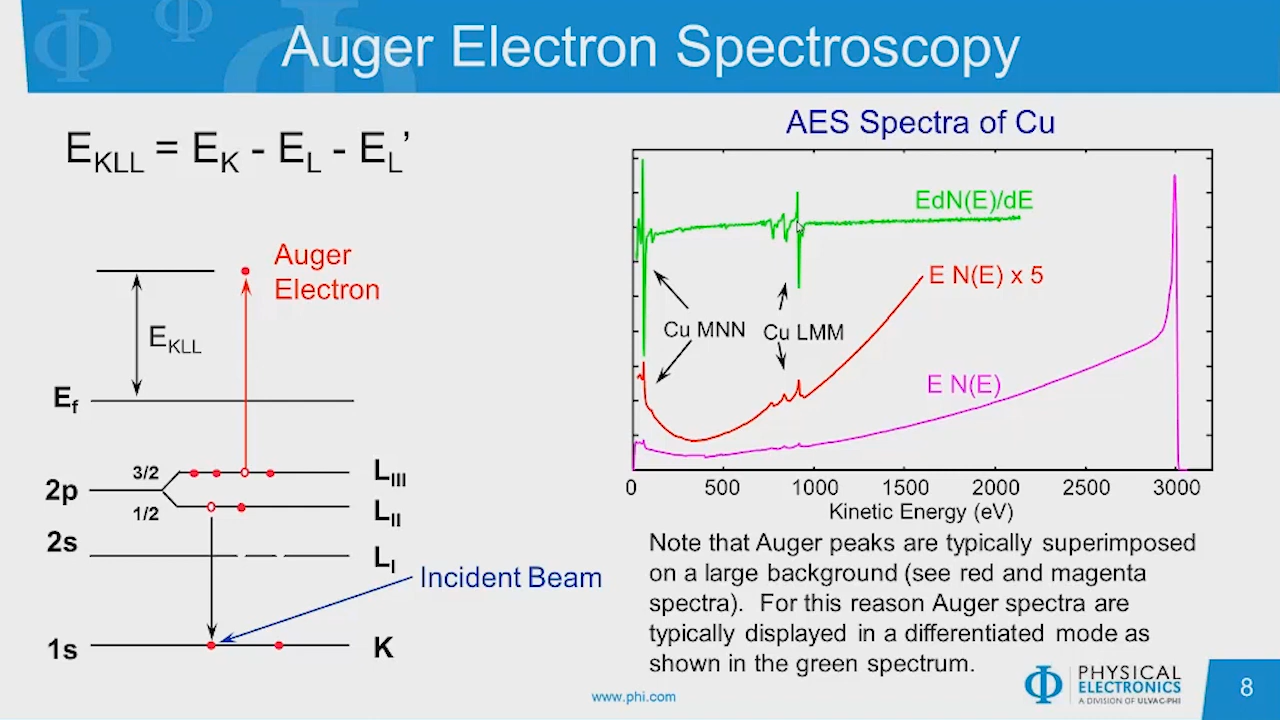 Auger Electron Spectroscopy
E_KLL = E_K - E_L - E_L'
Auger
Electron
E_KLL
E_f
3/2
2p
1/2
2s
1s
L_III
L_II
L_I
K
Incident Beam
AES Spectra of Cu
EdN(E)/dE
E N(E) x 5
Cu MNN
Cu LMM
E N(E)
0 500 1000 1500 2000 2500 3000
Kinetic Energy (eV)
Note that Auger peaks are typically superimposed
on a large background (see red and magenta
spectra). For this reason Auger spectra are
typically displayed in a differentiated mode as
shown in the green spectrum.
www.phi.com
PHYSICAL
ELECTRONICS
A DIVISION OF ULVAC-PHI
8